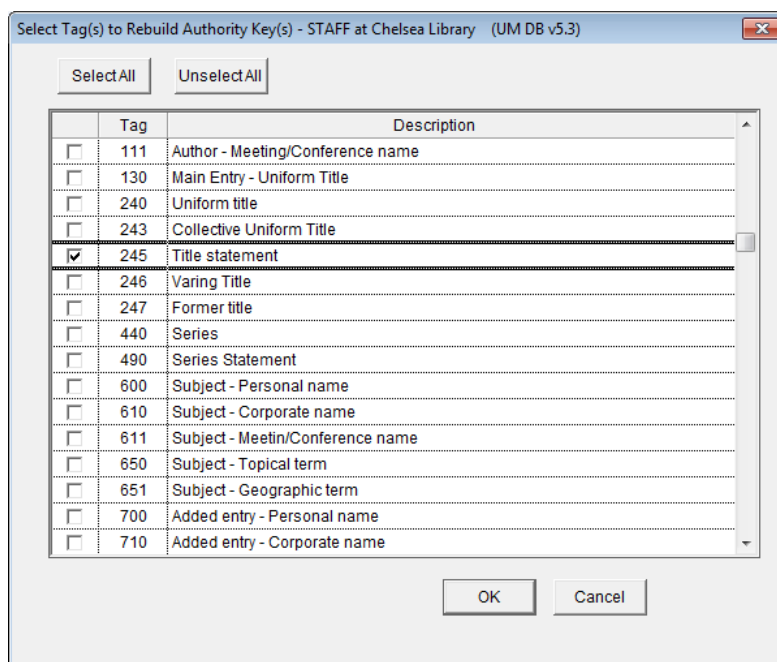 Select Tag(s) to Rebuild Authority Key(s) - STAFF at Chelsea Library (UM DB v5.3)
Select All Unselect All
Tag Description
111 Author - Meeting/Conference name
130 Main Entry - Uniform Title
240 Uniform title
243 Collective Uniform Title
245 Title statement
246 Varing Title
247 Former title
440 Series
490 Series Statement
600 Subject - Personal name
610 Subject - Corporate name
611 Subject - Meetin/Conference name
650 Subject - Topical term
651 Subject - Geographic term
700 Added entry - Personal name
710 Added entry - Corporate name
OK Cancel